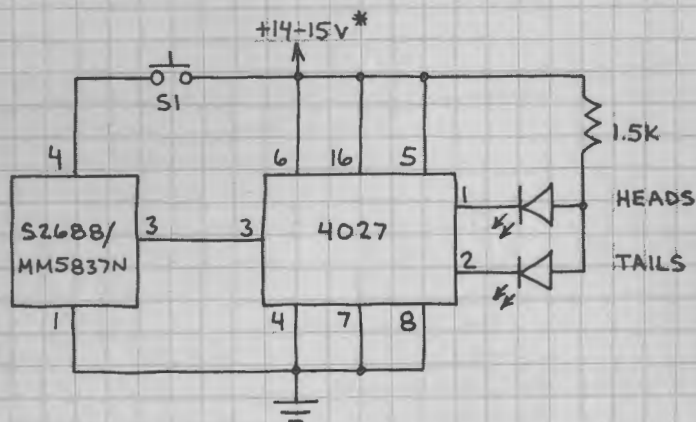 +14-15V*
S1
4
6 16 5
1.5K
S2688/
MM5837N
3 3
4027
1
HEADS
2
TAILS
1
4 7 8